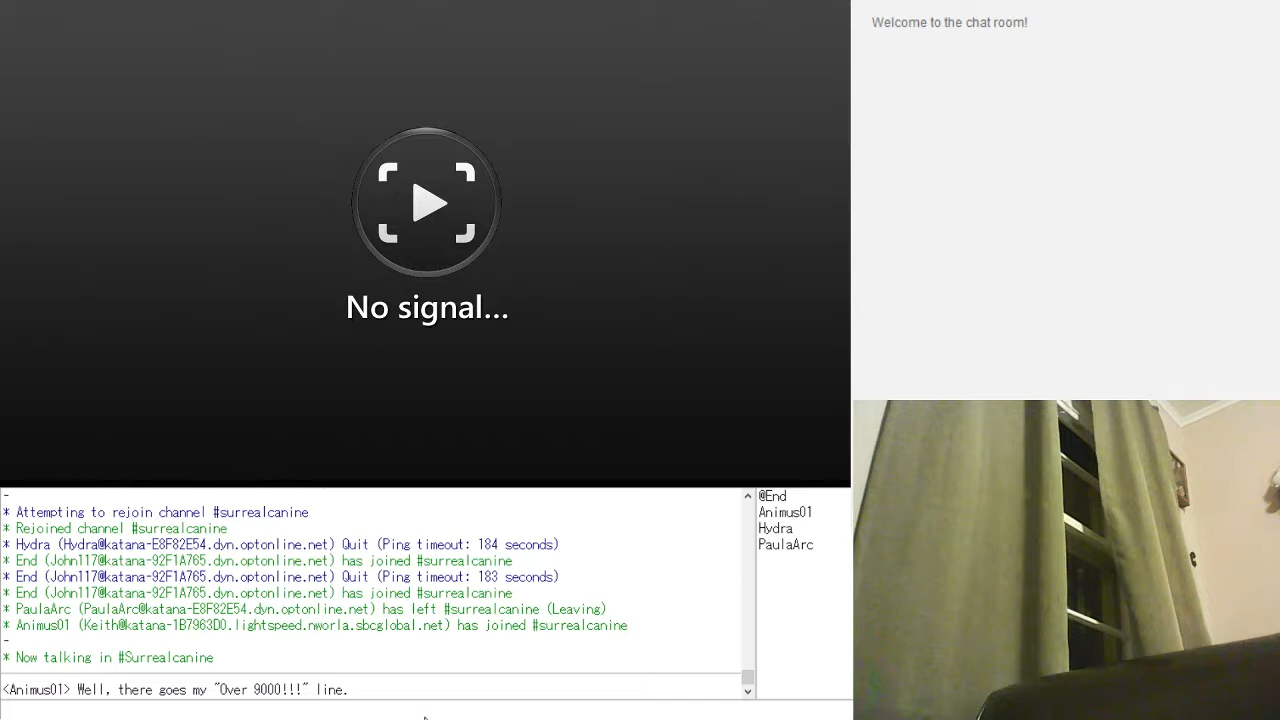 Welcome to the chat room!
No signal...
-
* Attempting to rejoin channel #surrealcanine
* Rejoined channel #surrealcanine
* Hydra (Hydra@katana-E8F82E54.dyn.optonline.net) Quit (Ping timeout: 184 seconds)
* End (John117@katana-92F1A765.dyn.optonline.net) has joined #surrealcanine
* End (John117@katana-92F1A765.dyn.optonline.net) Quit (Ping timeout: 183 seconds)
* End (John117@katana-92F1A765.dyn.optonline.net) has joined #surrealcanine
* PaulaArc (PaulaArc@katana-E8F82E54.dyn.optonline.net) has left #surrealcanine (Leaving)
* Animus01 (Keith@katana-1B7963D0.lightspeed.nworla.sbcglobal.net) has joined #surrealcanine
-
* Now talking in #Surrealcanine
<Animus01> Well, there goes my "Over 9000!!!" line.
@End
Animus01
Hydra
PaulaArc